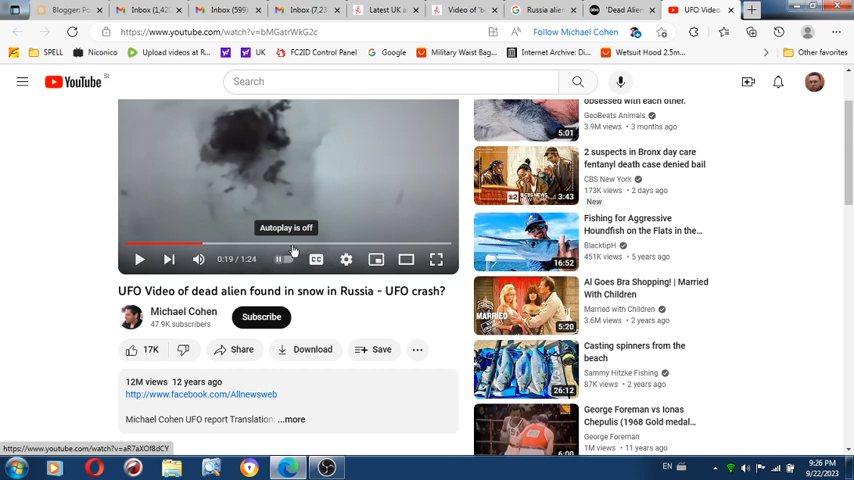 Blogger: Po
Inbox (1,42
Inbox (599)
Inbox (7,23
Latest UK a
Video of 'b
Russia alien
'Dead Alien
UFO Video
https://www.youtube.com/watch?v=bMGatrWkG2c
Follow Michael Cohen
SPELL
Niconico
Upload videos at R...
UK
FC2ID Control Panel
Google
Military Waist Bag...
Internet Archive: Di...
Wetsuit Hood 2.5m...
Other favorites
YouTube SI
Search
Autoplay is off
0:19 / 1:24
CC
UFO Video of dead alien found in snow in Russia - UFO crash?
Michael Cohen
47.9K subscribers
Subscribe
17K
Share
Download
Save
12M views 12 years ago
http://www.facebook.com/Allnewsweb
Michael Cohen UFO report Translation: ...more
obsessed with each other.
GeoBeats Animals
3.9M views • 3 months ago
5:01
2 suspects in Bronx day care
fentanyl death case denied bail
CBS New York
173K views • 2 days ago
New
3:43
Fishing for Aggressive
Houndfish on the Flats in the...
BlacktipH
451K views • 5 years ago
16:52
Al Goes Bra Shopping! | Married
With Children
Married with Children
3.6M views • 2 years ago
MARRIED
5:20
Casting spinners from the
beach
Sammy Hitzke Fishing
87K views • 2 years ago
26:12
George Foreman vs Ionas
Chepulis (1968 Gold medal...
George Foreman
1M views • 11 years ago
6:00
https://www.youtube.com/watch?v=aR7aXOf8dCY
EN
9:26 PM
9/22/2023